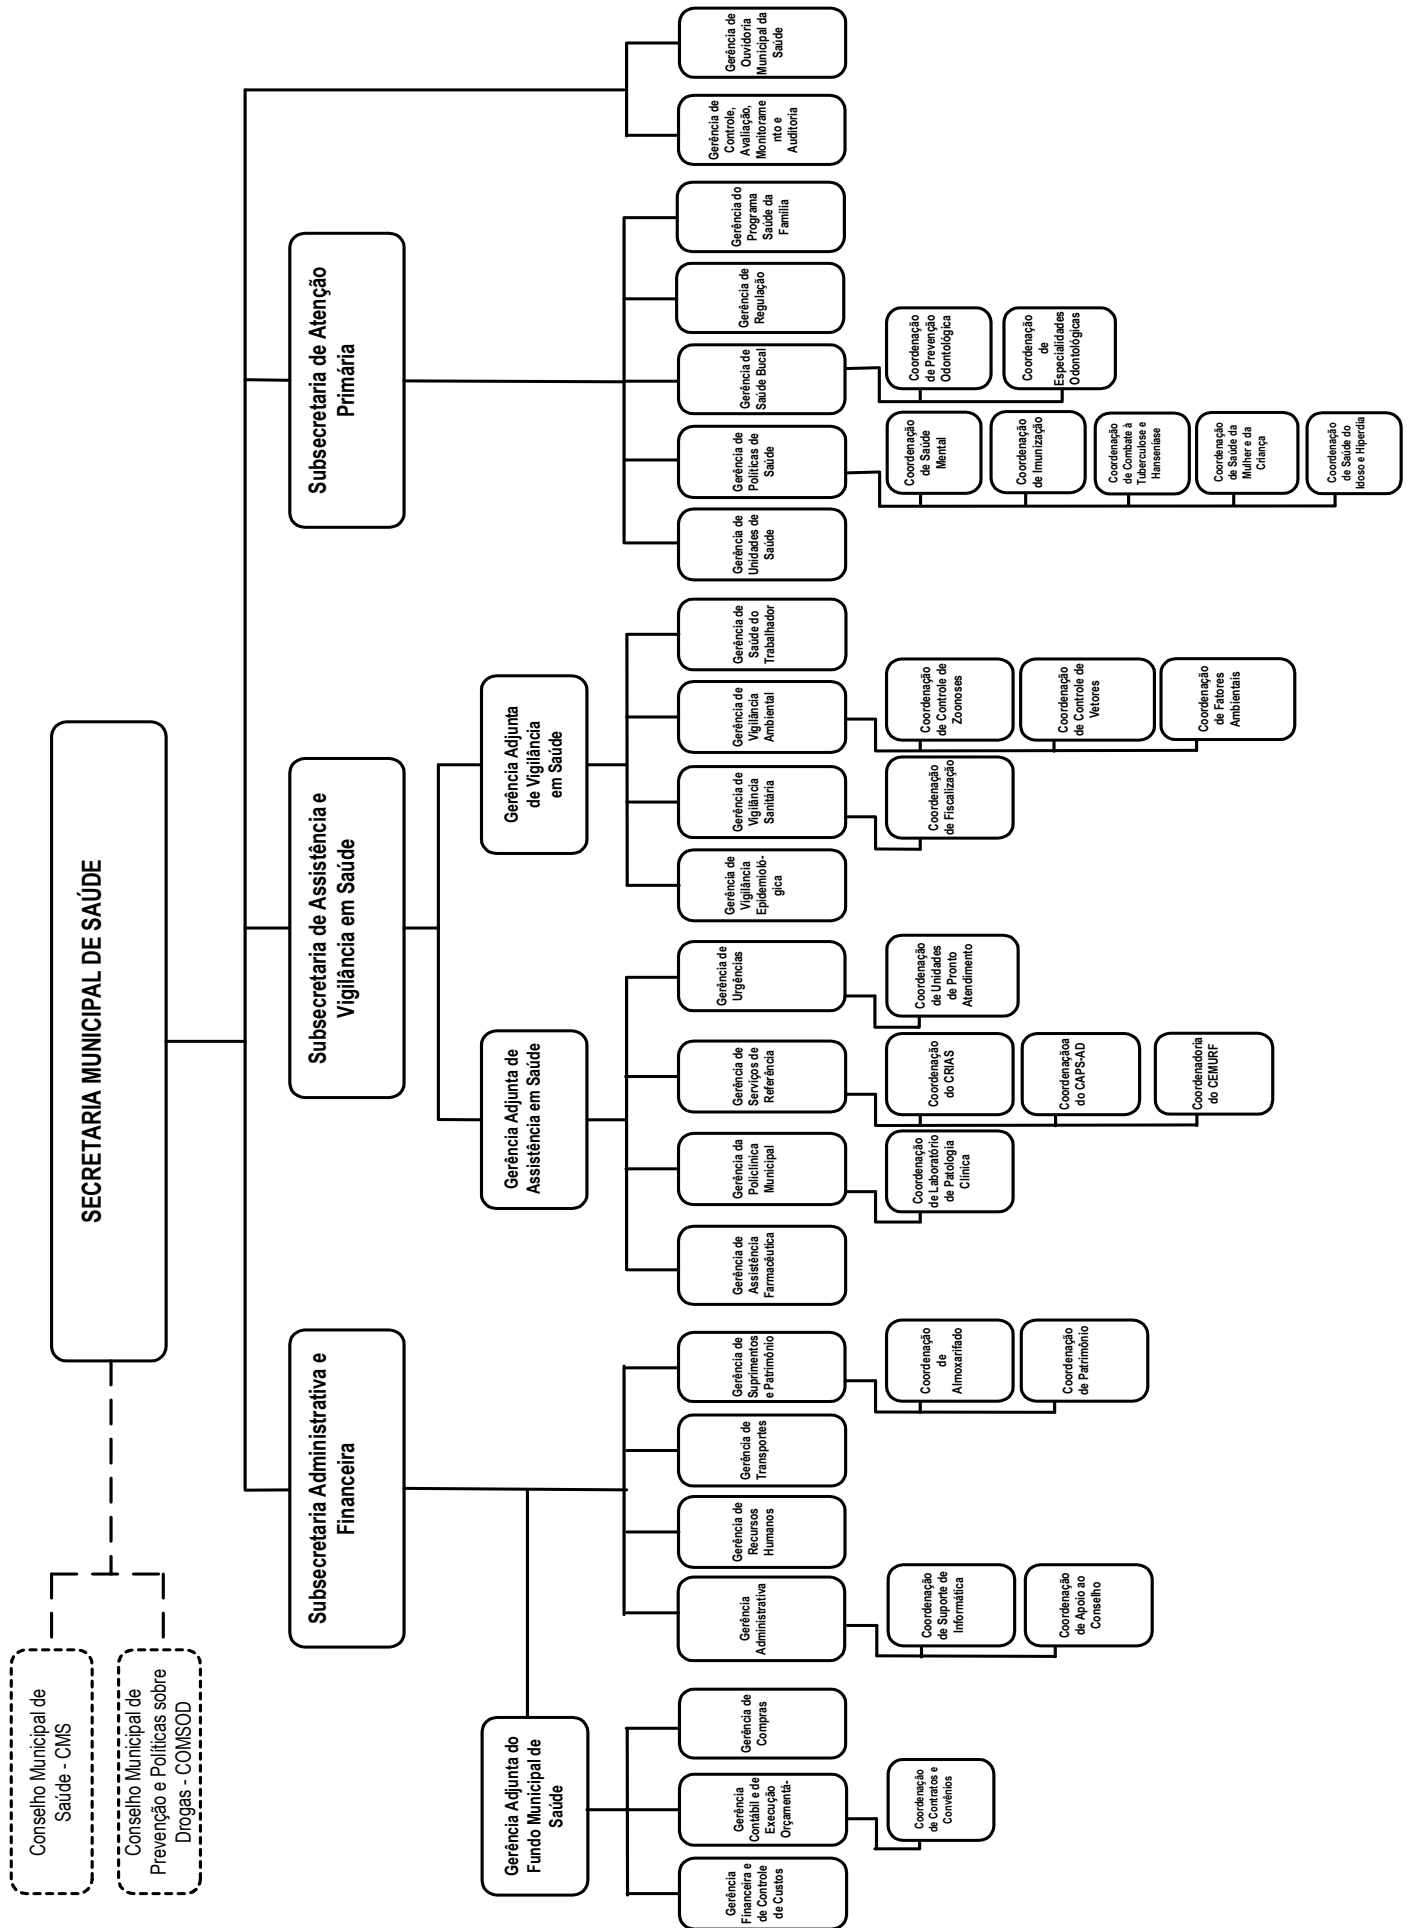 Conselho Municipal de
Saúde - CMS
Conselho Municipal de
Prevenção e Políticas sobre
Drogas - COMSOD
SECRETARIA MUNICIPAL DE SAÚDE
Subsecretaria Administrativa e
Financeira
Subsecretaria de Assistência e
Vigilância em Saúde
Subsecretaria de Atenção
Primária
Gerência Adjunta do
Fundo Municipal de
Saúde
Gerência Adjunta de
Assistência em Saúde
Gerência Adjunta
de Vigilância
em Saúde
Gerência
Financeira e
de Controle
de Custos
Gerência
Contábil e de
Execução
Orçamentá-
Gerência de
Compras
Gerência
Administrativa
Gerência de
Recursos
Humanos
Gerência de
Transportes
Gerência de
Suprimentos
e Patrimônio
Gerência de
Assistência
Farmacêutica
Gerência da
Policlínica
Municipal
Gerência de
Serviços de
Referência
Gerência de
Urgências
Gerência de
Vigilância
Epidemioló-
gica
Gerência de
Vigilância
Sanitária
Gerência de
Vigilância
Ambiental
Gerência de
Saúde do
Trabalhador
Gerência de
Unidades de
Saúde
Gerência de
Políticas de
Saúde
Gerência de
Saúde Bucal
Gerência de
Regulação
Gerência do
Programa
Saúde da
Família
Gerência de
Controle,
Avaliação,
Monitorame
nto e
Auditoria
Gerência de
Ouvidoria
Municipal da
Saúde
Coordenação
de Contratos e
Convênios
Coordenação
de Suporte de
Informática
Coordenação
de Apoio ao
Conselho
Coordenação
de
Almoxarifado
Coordenação
de Patrimônio
Coordenação
de Laboratório
de Patologia
Clínica
Coordenação
do CRIAS
Coordenaçãoa
do CAPS-AD
Coordenadoria
do CEMURF
Coordenação
de Unidades
de Pronto
Atendimento
Coordenação
de Fiscalização
Coordenação
de Controle de
Zoonoses
Coordenação
de Controle de
Vetores
Coordenação
de Fatores
Ambientais
Coordenação
de Saúde
Mental
Coordenação
de Imunização
Coordenação
de Combate à
Tuberculose e
Hanseníase
Coordenação
de Saúde da
Mulher e da
Criança
Coordenação
de Saúde do
Idoso e Hiperdia
Coordenação
de Prevenção
Odontológica
Coordenação
de
Especialidades
Odontológicas